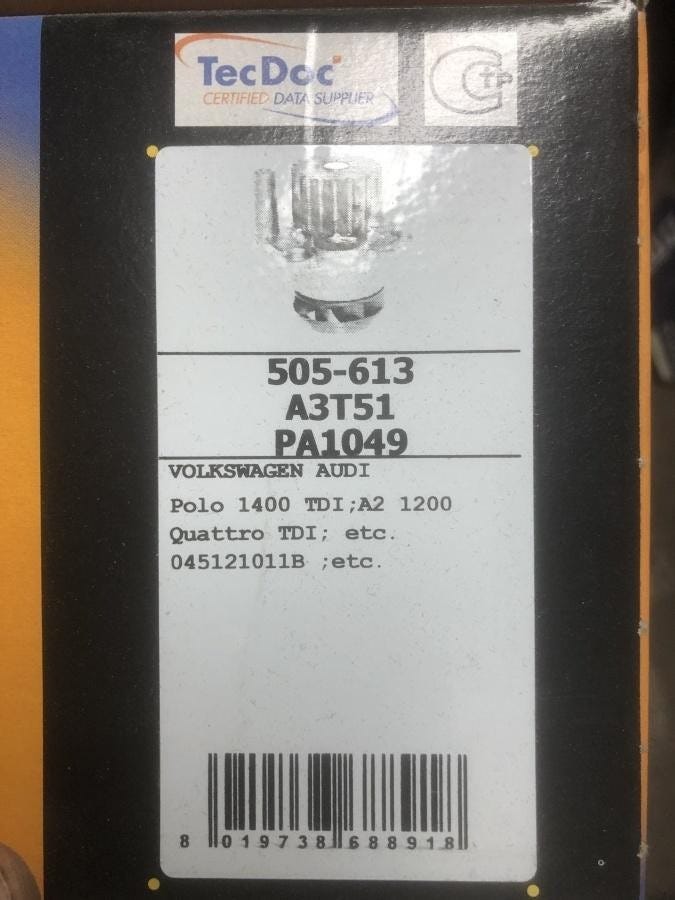 TecDoc
CERTIFIED DATA SUPPLIER
505-613
A3T51
PA1049
VOLKSWAGEN AUDI
Polo 1400 TDI;A2 1200
Quattro TDI; etc.
045121011B ;etc.
8 019738 688918